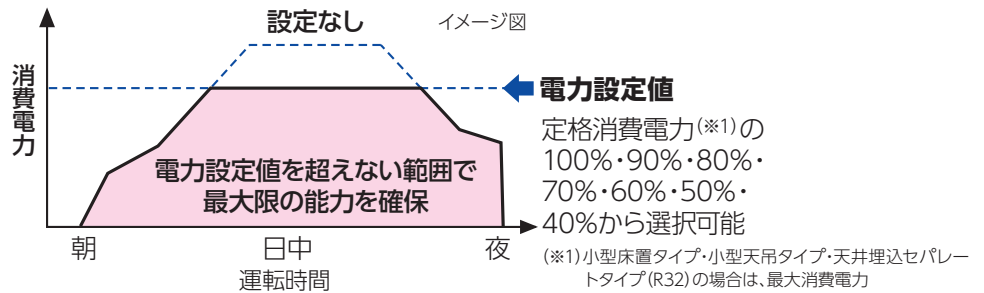 設定なし
イメージ図
消費電力
電力設定値
定格消費電力(※1)の
100%・90%・80%・
70%・60%・50%・
40%から選択可能
電力設定値を超えない範囲で
最大限の能力を確保
朝
日中
夜
運転時間
(※1)小型床置タイプ・小型天吊タイプ・天井埋込セパレー
トタイプ(R32)の場合は、最大消費電力